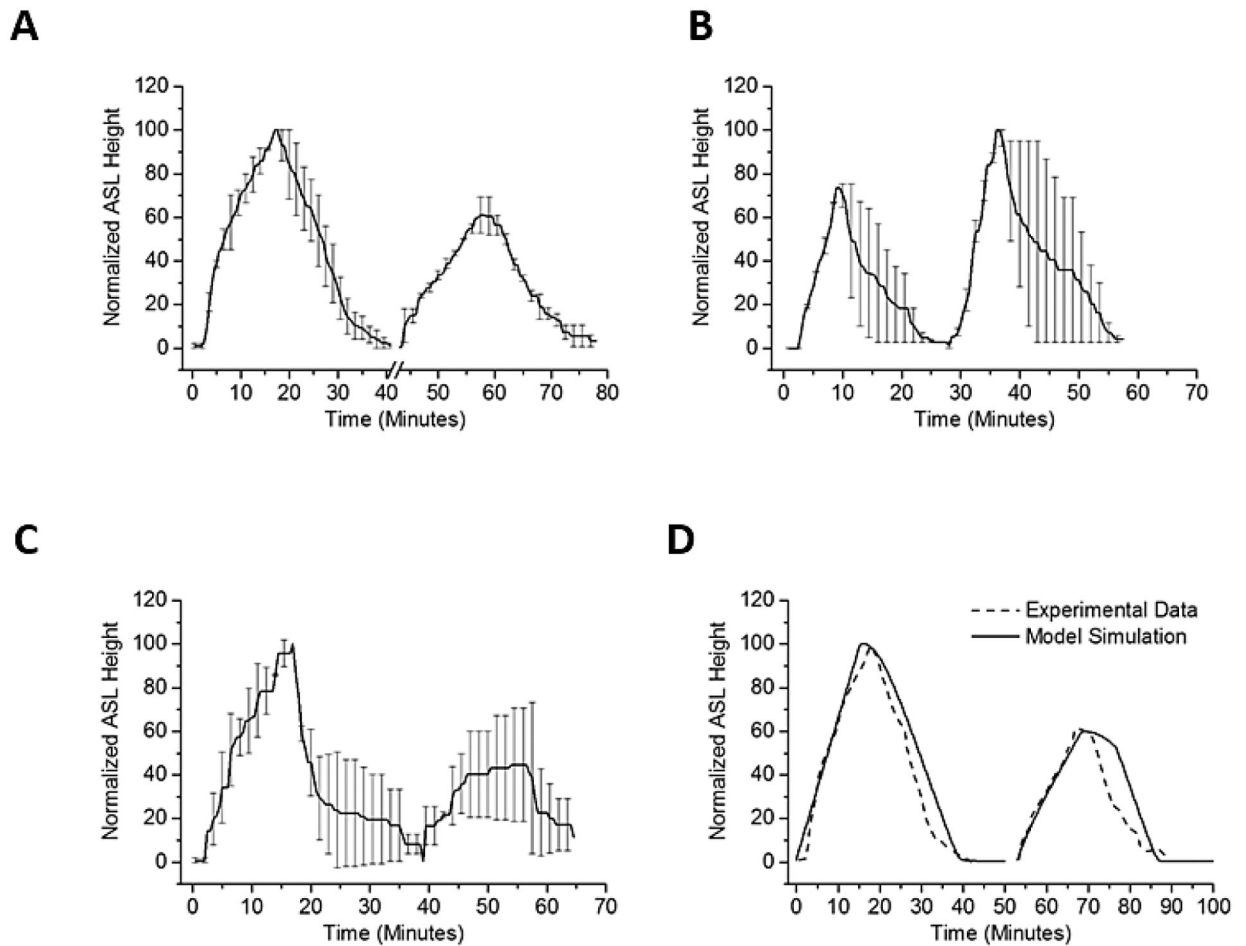 A
Normalized ASL Height
120
100
80
60
40
20
0
0 10 20 30 40 50 60 70 80
Time (Minutes)
B
Normalized ASL Height
120
100
80
60
40
20
0
0 10 20 30 40 50 60 70
Time (Minutes)
C
Normalized ASL Height
120
100
80
60
40
20
0
0 10 20 30 40 50 60 70
Time (Minutes)
D
Normalized ASL Height
120
100
80
60
40
20
0
Experimental Data
Model Simulation
0 10 20 30 40 50 60 70 80 90 100
Time (Minutes)